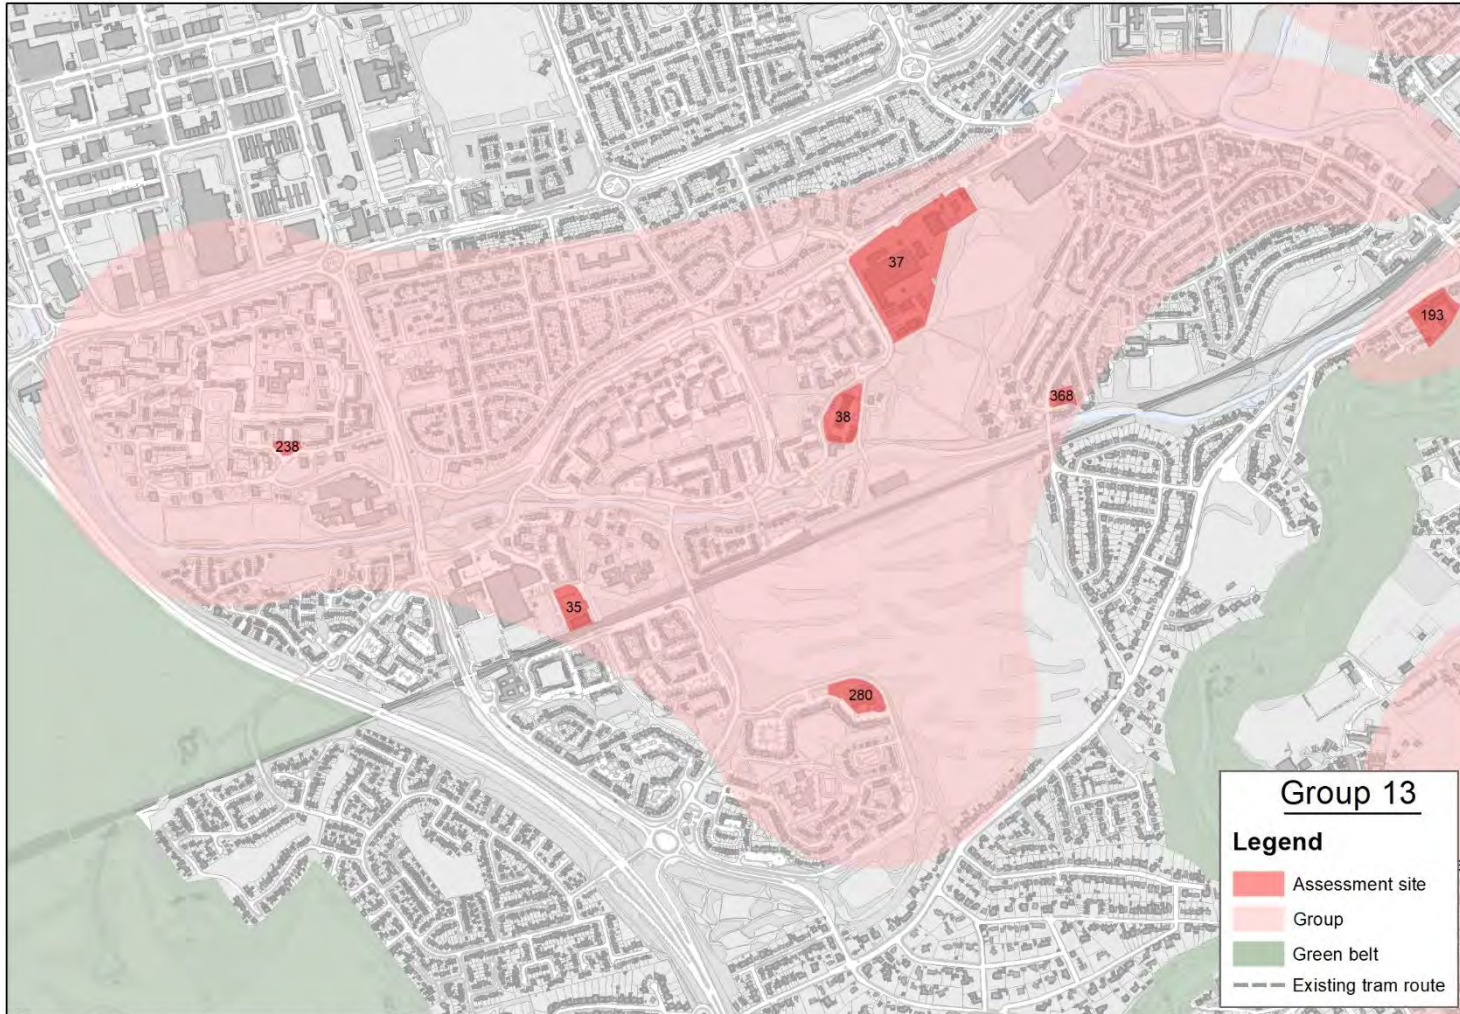 37
193
368
38
238
35
280
Group 13
Legend
Assessment site
Group
Green belt
Existing tram route